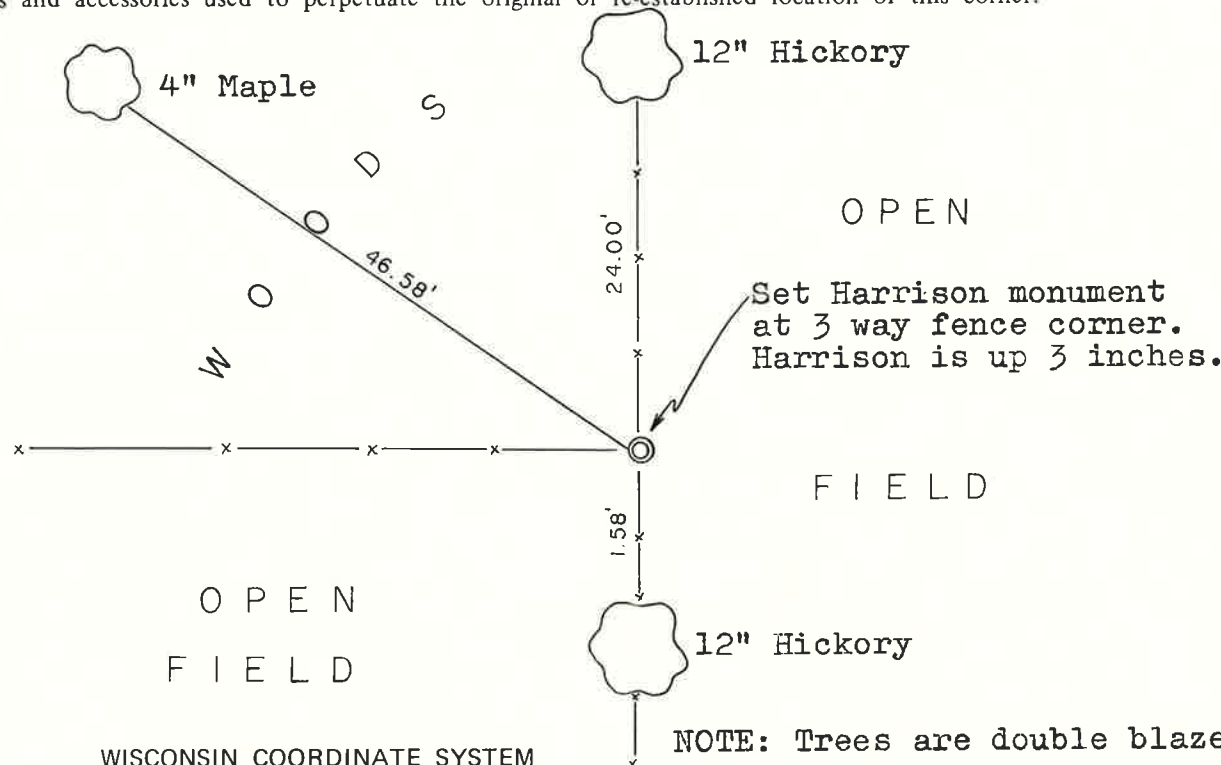 s and accessories used to perpetuate the original or re-established location of this corner.
4" Maple
12" Hickory
WOODS
OPEN
46.58'
24.00'
Set Harrison monument
at 3 way fence corner.
Harrison is up 3 inches.
FIELD
1.58'
OPEN
FIELD
12" Hickory
NOTE: Trees are double blaze
WISCONSIN COORDINATE SYSTEM